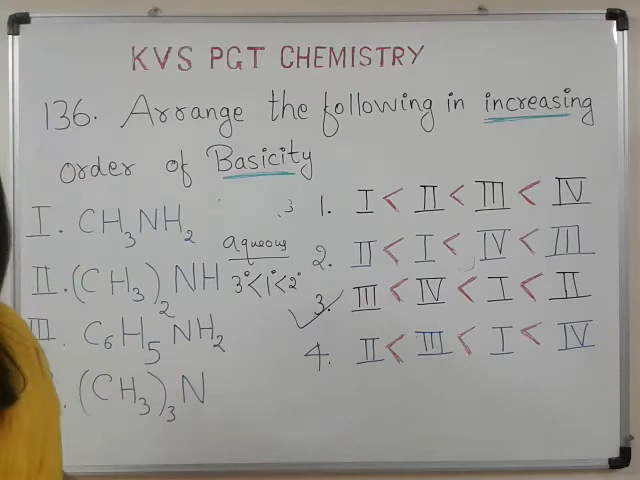 KVS PGT CHEMISTRY
136. Arrange the following in increasing
order of Basicity
I. CH3NH2
II. (CH3)2NH
III. C6H5NH2
. (CH3)3N
aqueous
3°<1°<2°
1. I < II < III < IV
2. II < I < IV < III
3. III < IV < I < II
4. II < III < I < IV